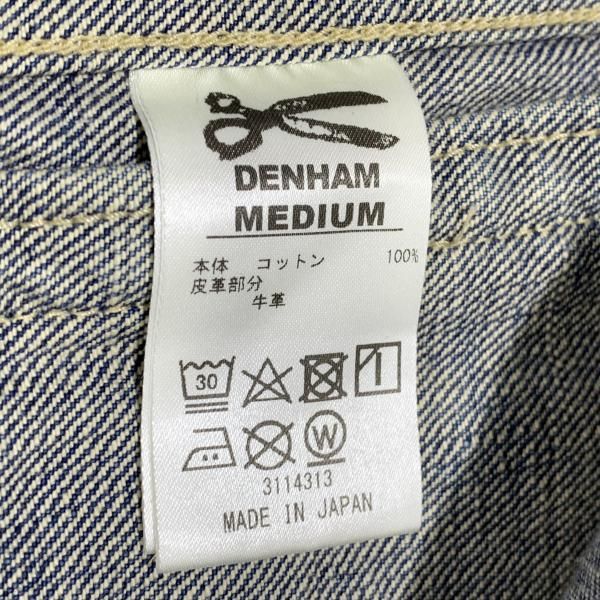 DENHAM
MEDIUM
本体 コットン 100%
皮革部分
牛革
30
W
3114313
MADE IN JAPAN